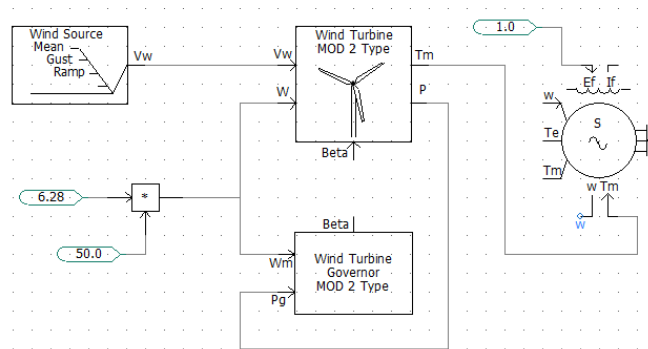 Wind Source
Mean
Gust
Ramp
Vw
Vw
W
Wind Turbine
MOD 2 Type
Beta
Tm
P
1.0
Ef If
w
S
Te
Tm
w Tm
w
6.28
*
50.0
Beta
Wm
Pg
Wind Turbine
Governor
MOD 2 Type